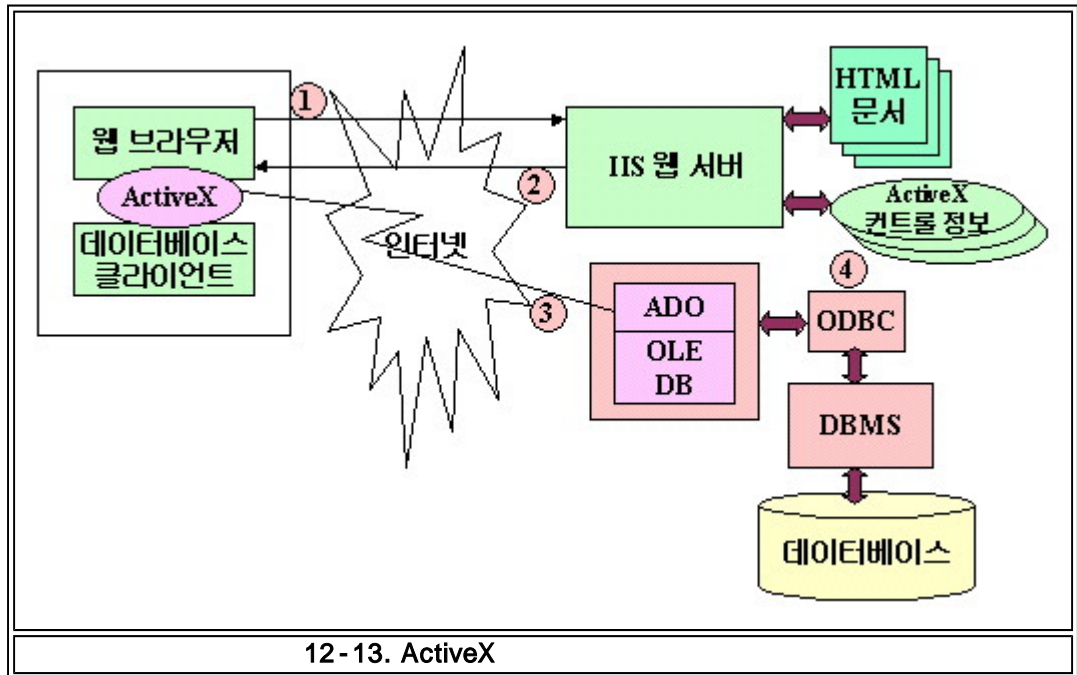 1
웹 브라우저
ActiveX
데이터베이스
클라이언트
2
인터넷
3
IIS 웹 서버
HTML
문서
ActiveX
컨트롤 정보
4
ADO
OLE
DB
ODBC
DBMS
데이터베이스
12-13. ActiveX